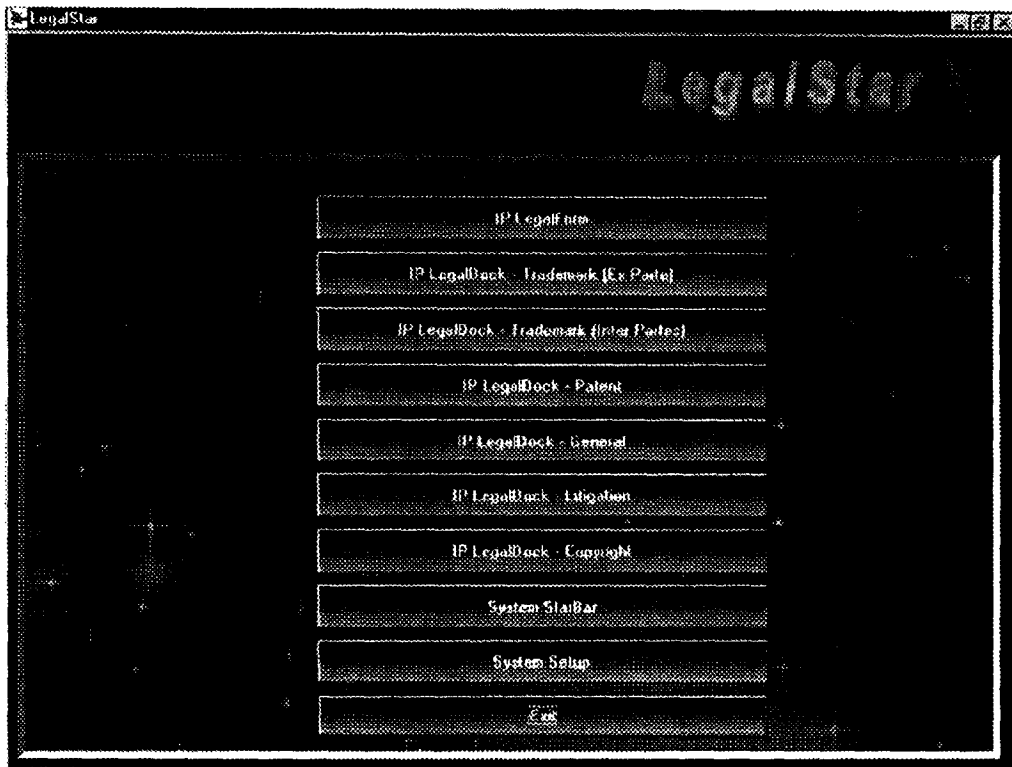 LegalStar
LegalStar
IP LegalForm
IP LegalDock - Trademark (Ex Parte)
IP LegalDock - Trademark (Inter Partes)
IP LegalDock - Patent
IP LegalDock - General
IP LegalDock - Litigation
IP LegalDock - Copyright
System StarBar
System Setup
Exit